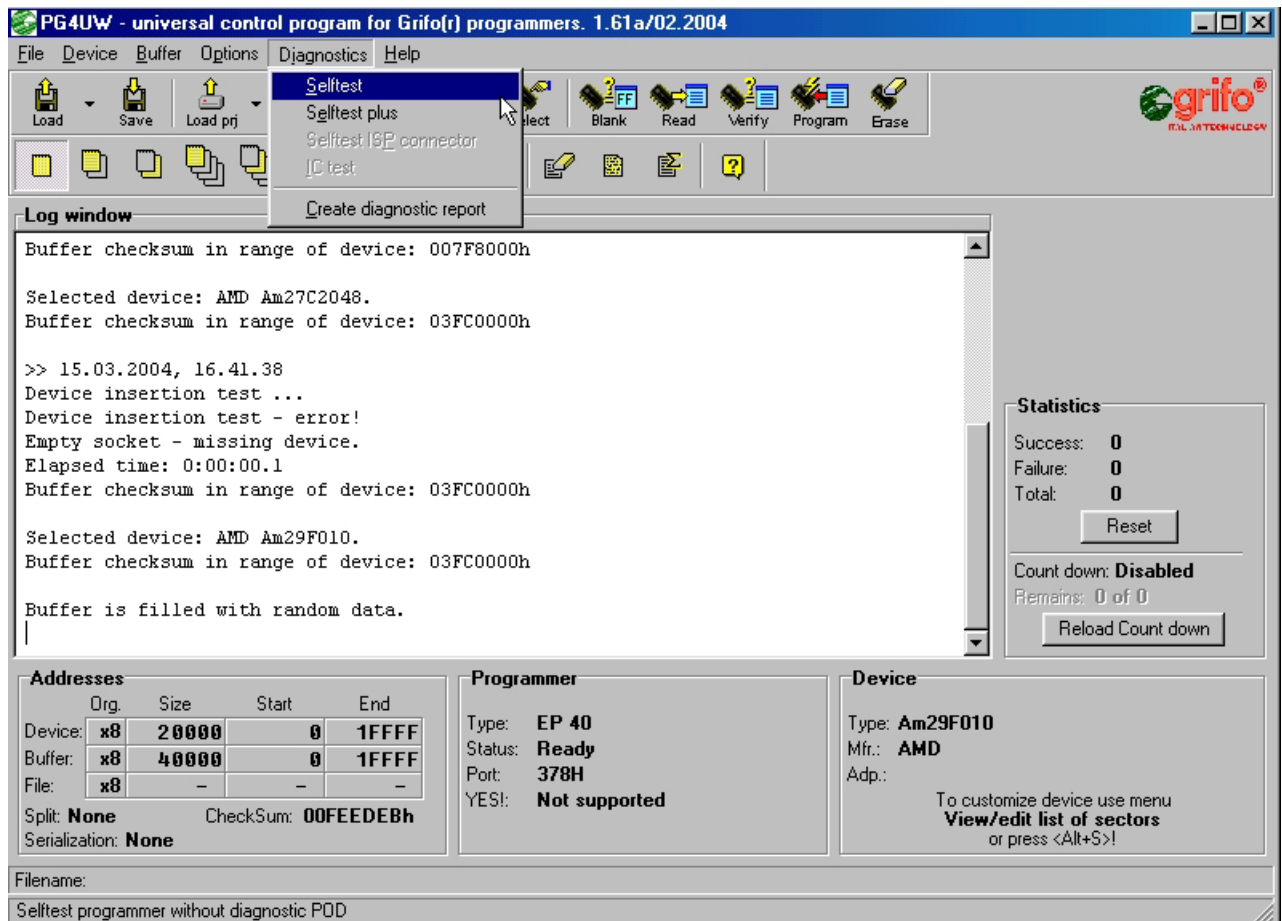 PG4UW - universal control program for Grifo(r) programmers. 1.61a/02.2004
File Device Buffer Options Diagnostics Help
Selftest
Selftest plus
Selftest ISP connector
IC test
Create diagnostic report
Load Save Load prj Blank Read Verify Program Erase
grifo®
Log window
Buffer checksum in range of device: 007F8000h
Selected device: AMD Am27C2048.
Buffer checksum in range of device: 03FC0000h
>> 15.03.2004, 16.41.38
Device insertion test ...
Device insertion test - error!
Empty socket - missing device.
Elapsed time: 0:00:00.1
Buffer checksum in range of device: 03FC0000h
Selected device: AMD Am29F010.
Buffer checksum in range of device: 03FC0000h
Buffer is filled with random data.
Statistics
Success: 0
Failure: 0
Total: 0
Reset
Count down: Disabled
Remains: 0 of 0
Reload Count down
Addresses
Org. Size Start End
Device: x8 20000 0 1FFFF
Buffer: x8 40000 0 1FFFF
File: x8 - - -
Split: None CheckSum: 00FEEDEBh
Serialization: None
Programmer
Type: EP 40
Status: Ready
Port: 378H
YES!: Not supported
Device
Type: Am29F010
Mfr.: AMD
Adp.:
To customize device use menu
View/edit list of sectors
or press <Alt+S>!
Filename:
Selftest programmer without diagnostic POD